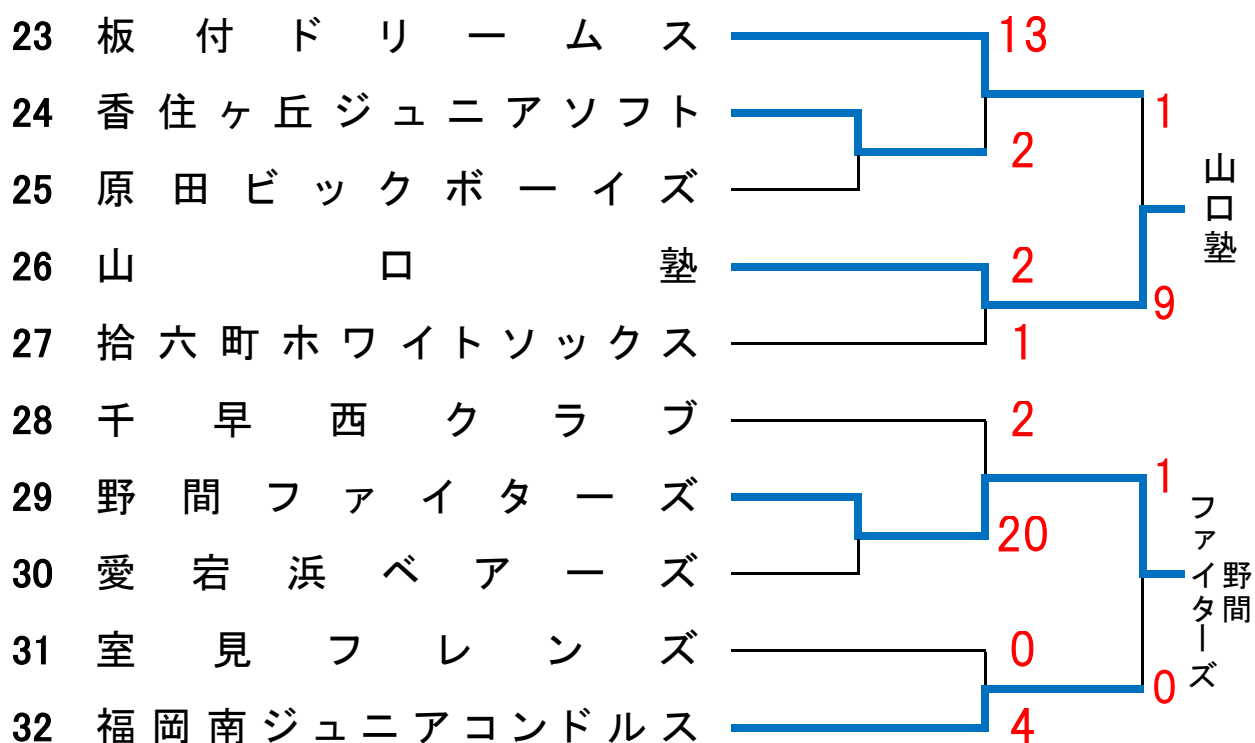 23 板付ドリームス 13
24 香住ヶ丘ジュニアソフト
1
2
25 原田ビックボーイズ
山口塾
26 山口塾 2
9
27 拾六町ホワイトソックス 1
28 千早西クラブ 2
1
29 野間ファイターズ
20
野間
ファイターズ
30 愛宕浜ベアーズ
31 室見フレンズ 0
0
32 福岡南ジュニアコンドルス 4